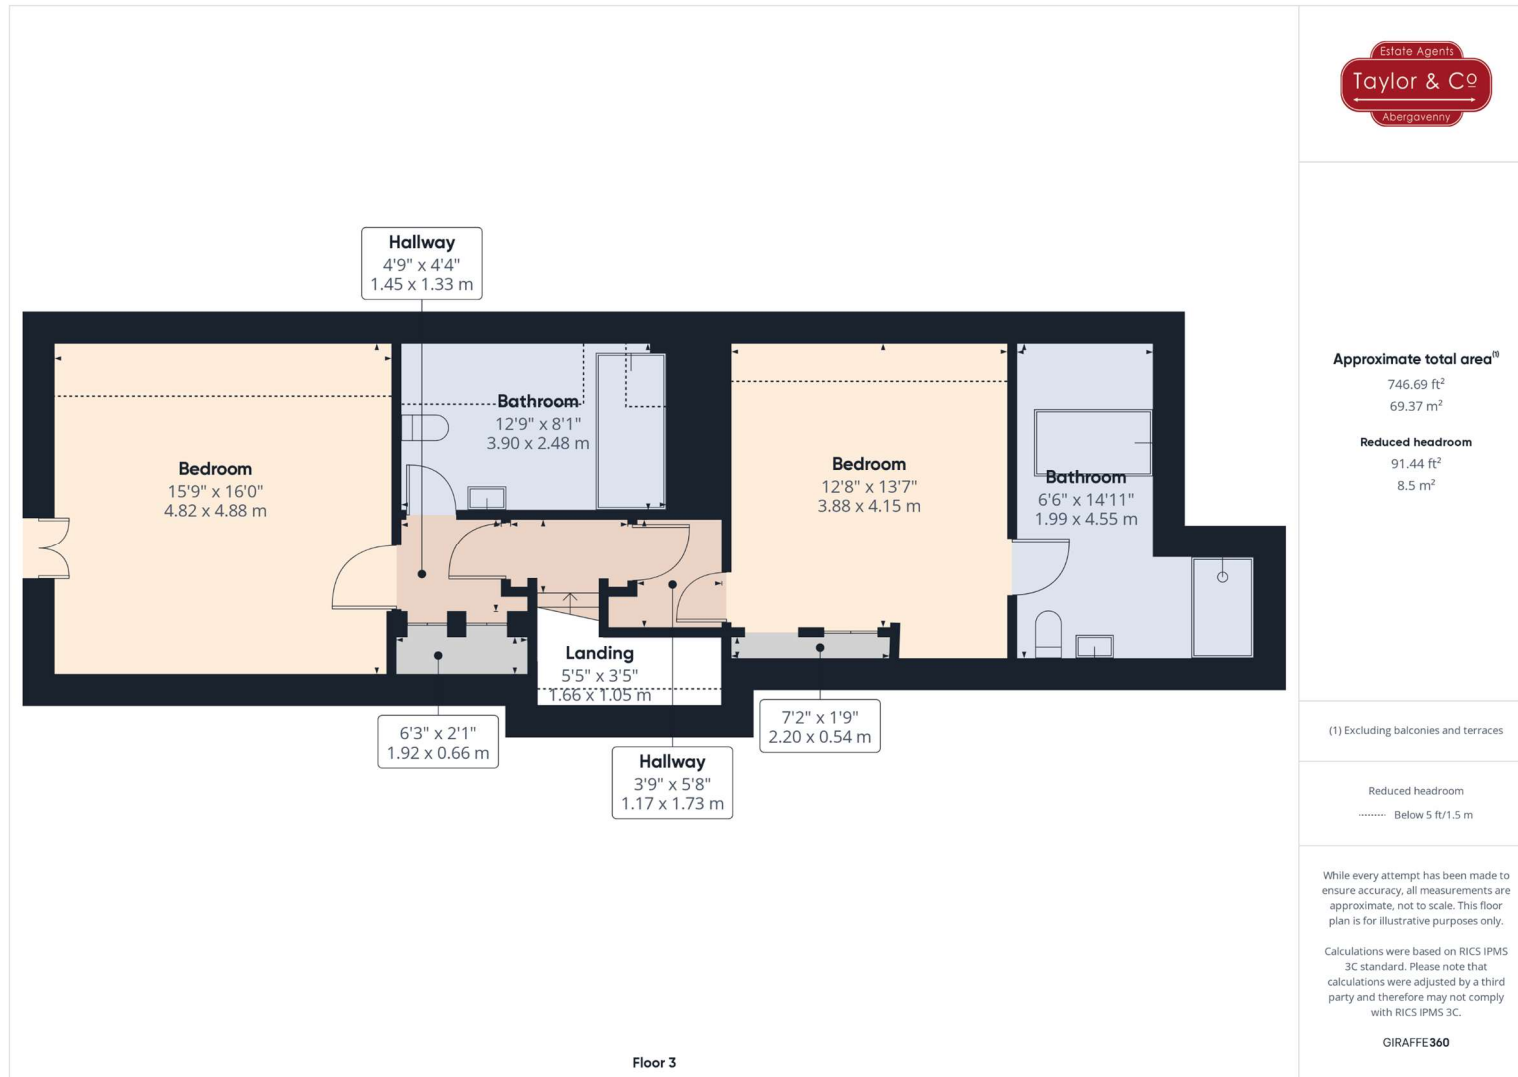 Estate Agents
Taylor & Co
Abergavenny
Hallway
4'9" x 4'4"
1.45 x 1.33 m
Bathroom
12'9" x 8'1"
3.90 x 2.48 m
Bedroom
15'9" x 16'0"
4.82 x 4.88 m
Bedroom
12'8" x 13'7"
3.88 x 4.15 m
Bathroom
6'6" x 14'11"
1.99 x 4.55 m
Landing
5'5" x 3'5"
1.66 x 1.05 m
6'3" x 2'1"
1.92 x 0.66 m
7'2" x 1'9"
2.20 x 0.54 m
Hallway
3'9" x 5'8"
1.17 x 1.73 m
Floor 3
Approximate total area(1)
746.69 ft²
69.37 m²
Reduced headroom
91.44 ft²
8.5 m²
(1) Excluding balconies and terraces
Reduced headroom
Below 5 ft/1.5 m
While every attempt has been made to
ensure accuracy, all measurements are
approximate, not to scale. This floor
plan is for illustrative purposes only.
Calculations were based on RICS IPMS
3C standard. Please note that
calculations were adjusted by a third
party and therefore may not comply
with RICS IPMS 3C.
GIRAFFE360